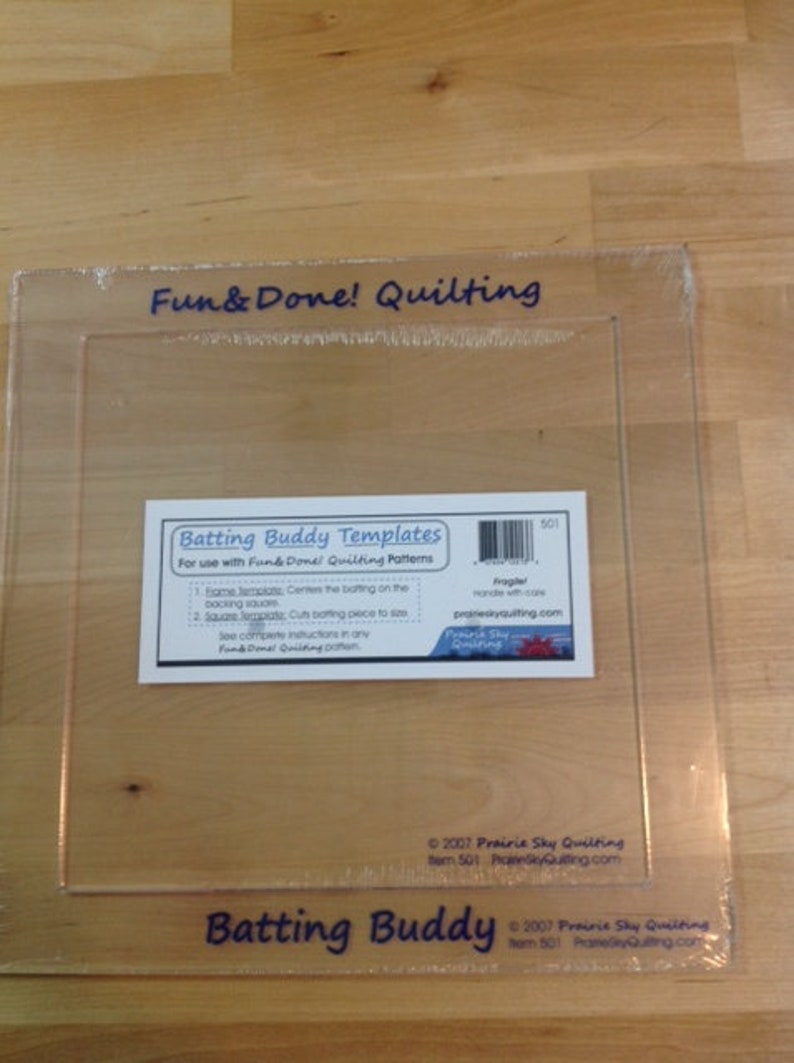 Fun&Done! Quilting
Batting Buddy Templates
For use with Fun&Done! Quilting Patterns
501
1. Frame Template: Centers the batting on the
backing square.
2. Square Template: Cuts batting piece to size.
See complete instructions in any
Fun&Done! Quilting pattern.
Fragile!
Handle with care
prairieskyquilting.com
Prairie Sky
Quilting
© 2007 Prairie Sky Quilting
Item 501 PrairieSkyQuilting.com
Batting Buddy
© 2007 Prairie Sky Quilting
Item 501 PrairieSkyQuilting.com